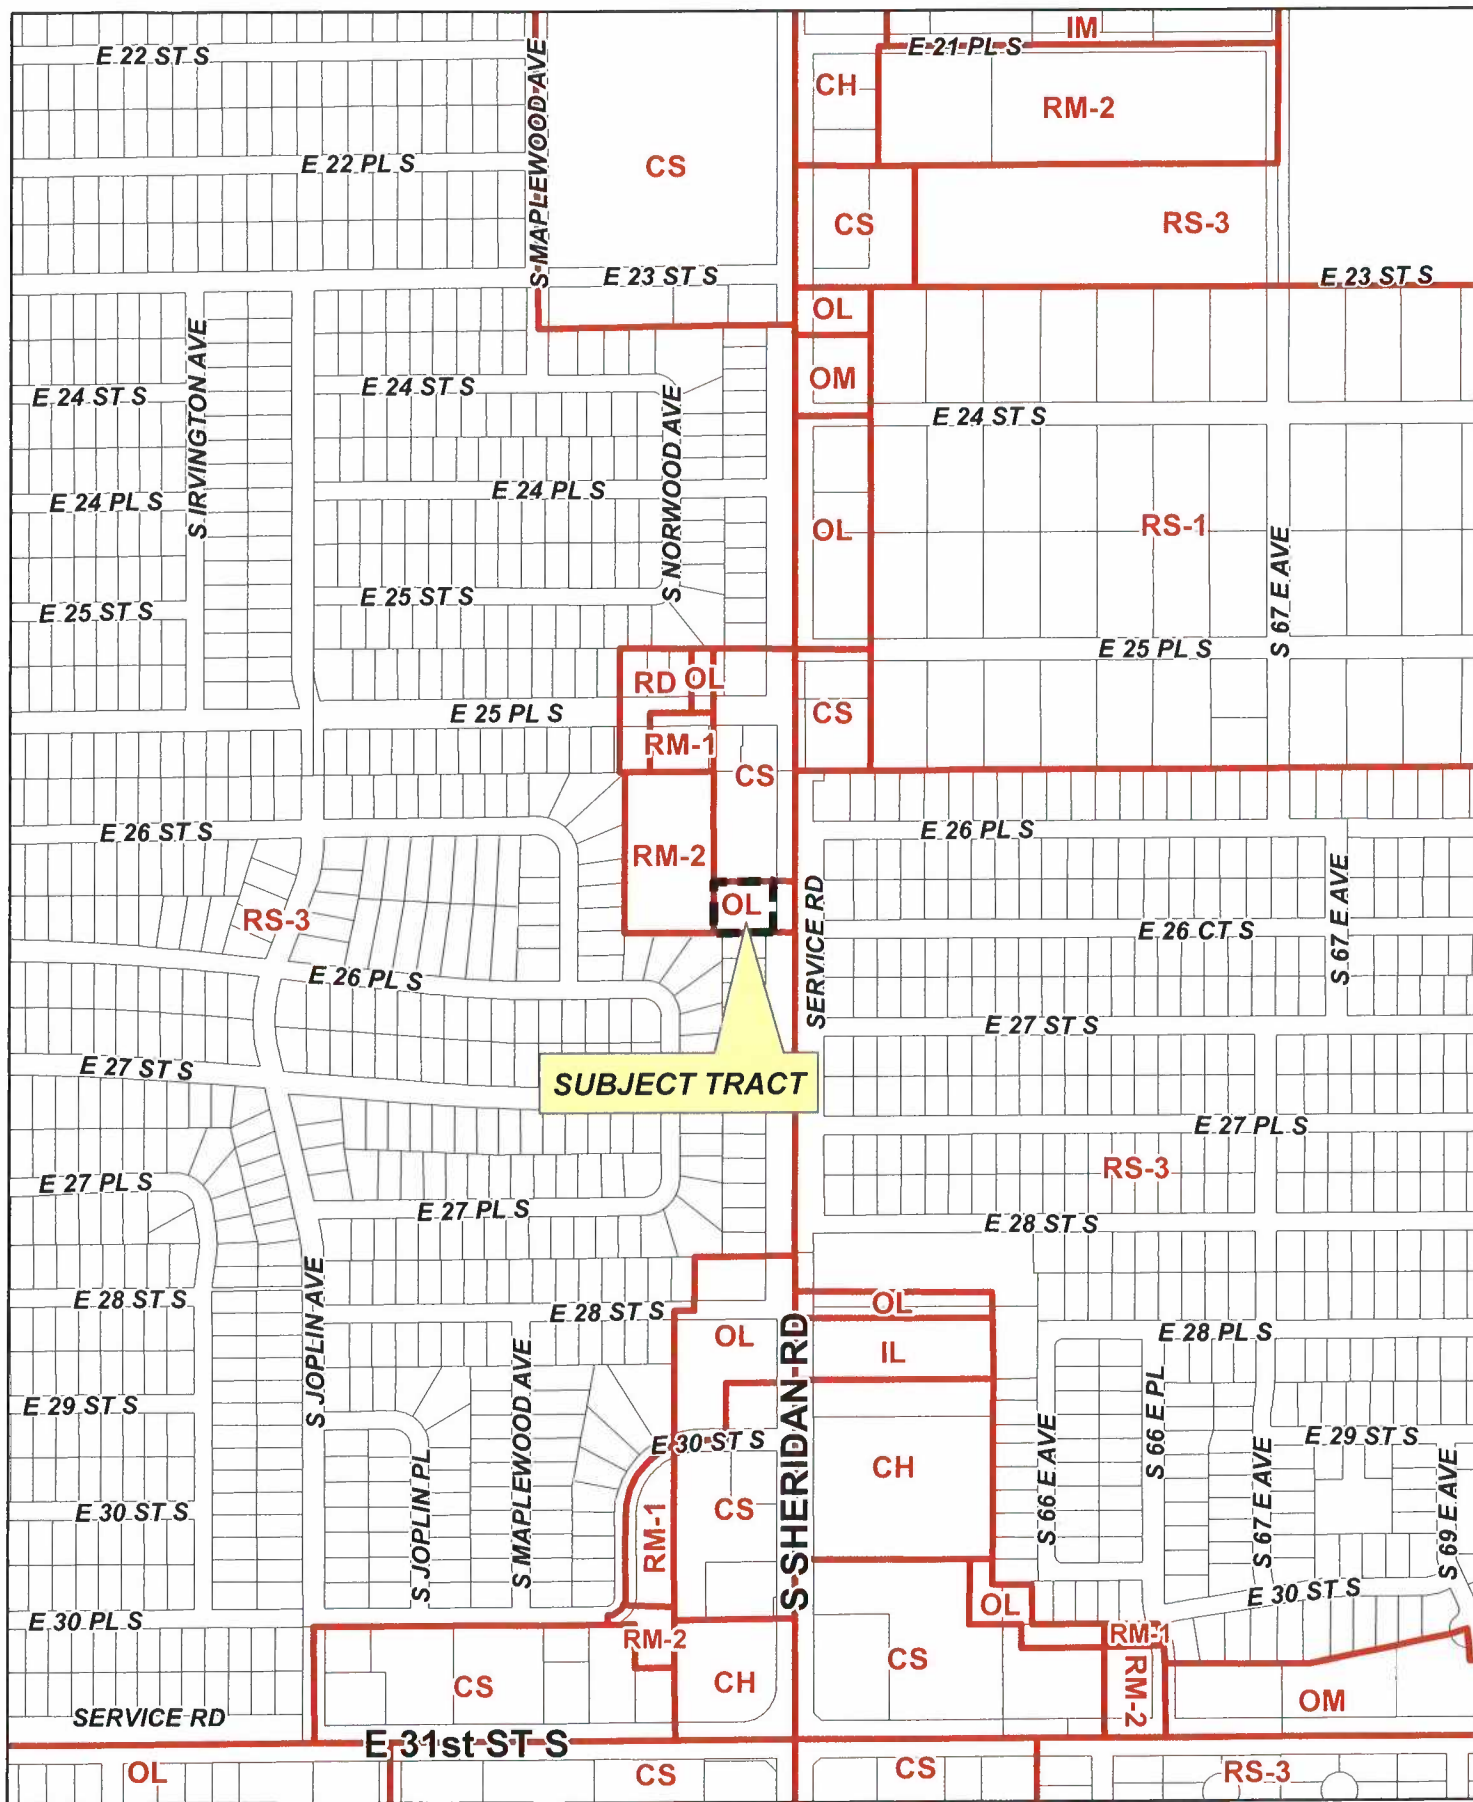 IM
E 22 ST S
E 21 PL S
S MAPLEWOOD AVE
CH
RM-2
E 22 PL S
CS
CS
RS-3
E 23 ST S
E 23 ST S
OL
S IRVINGTON AVE
OM
E 24 ST S
E 24 ST S
S NORWOOD AVE
E 24 ST S
E 24 PL S
E 24 PL S
OL
RS-1
S 67 E AVE
E 25 ST S
E 25 ST S
E 25 PL S
RD
OL
E 25 PL S
CS
RM-1
CS
E 26 ST S
E 26 PL S
RM-2
S 67 E AVE
OL
SERVICE RD
RS-3
E 26 CT S
E 26 PL S
E 27 ST S
E 27 ST S
SUBJECT TRACT
E 27 PL S
RS-3
E 27 PL S
E 27 PL S
E 28 ST S
E 28 ST S
E 28 ST S
OL
S JOPLIN AVE
OL
S SHERIDAN RD
IL
E 28 PL S
S MAPLEWOOD AVE
S 66 E PL
E 29 ST S
E 30 ST S
E 29 ST S
S 66 E AVE
S 67 E AVE
S 69 E AVE
CH
S JOPLIN PL
E 30 ST S
CS
RM-1
E 30 ST S
OL
E 30 PL S
RM-2
RM-1
CS
CS
CH
RM-2
OM
SERVICE RD
E 31st ST S
OL
CS
CS
RS-3